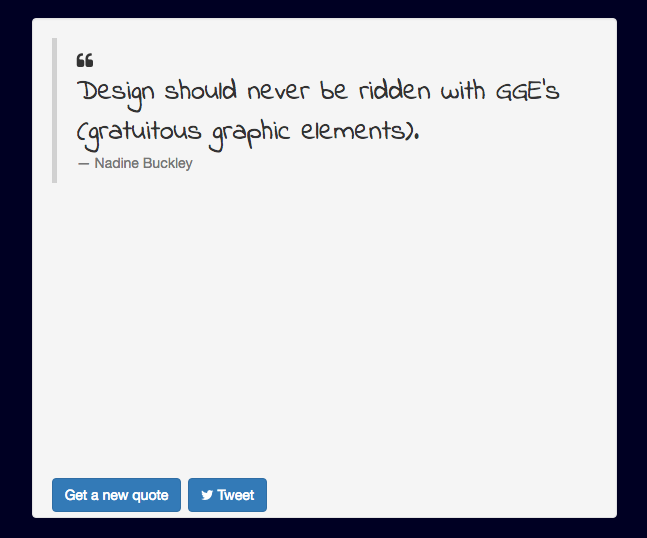 ❝
Design should never be ridden with GGE's
(gratuitous graphic elements).
— Nadine Buckley
Get a new quote
Tweet